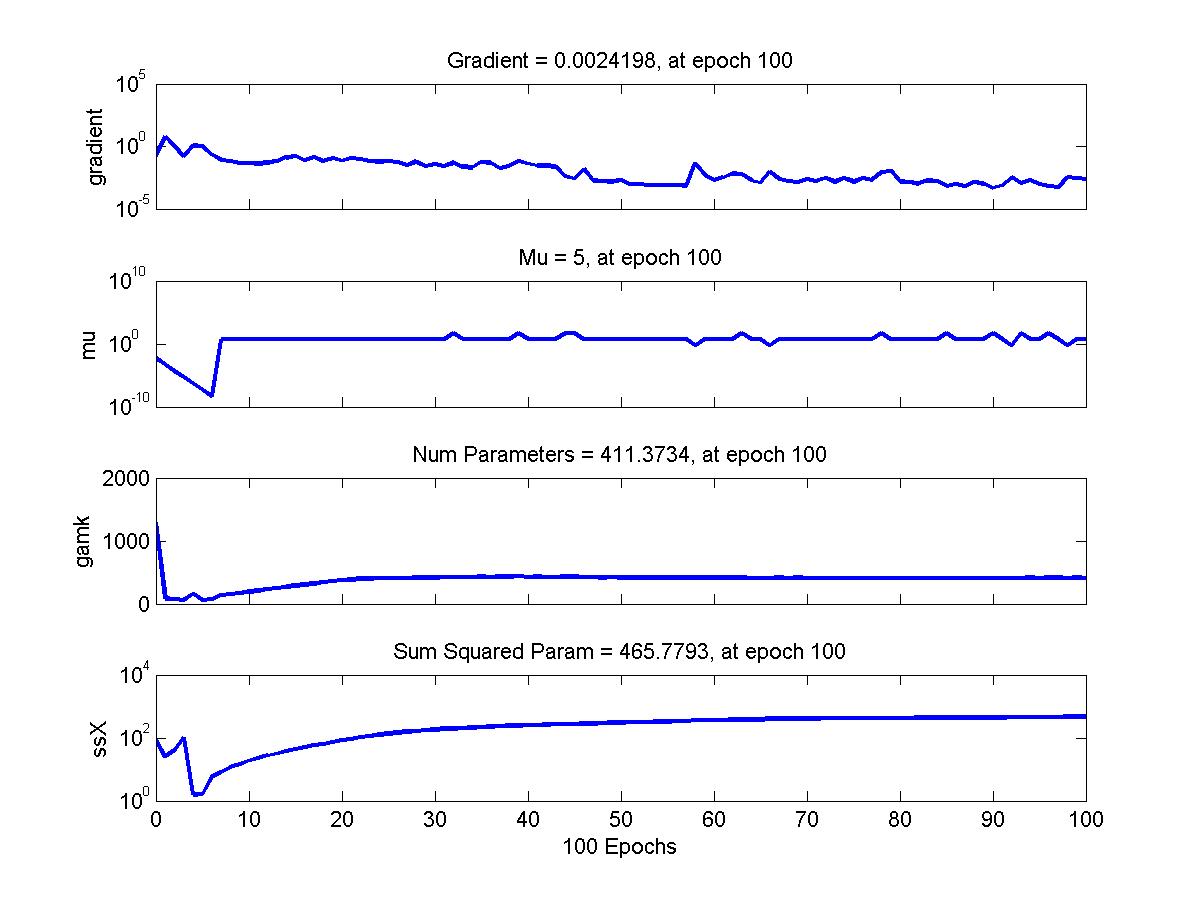 Gradient = 0.0024198, at epoch 100
10^5
10^0
10^-5
gradient
Mu = 5, at epoch 100
10^10
10^0
10^-10
mu
Num Parameters = 411.3734, at epoch 100
2000
1000
0
gamk
Sum Squared Param = 465.7793, at epoch 100
10^4
10^2
10^0
ssX
0 10 20 30 40 50 60 70 80 90 100
100 Epochs